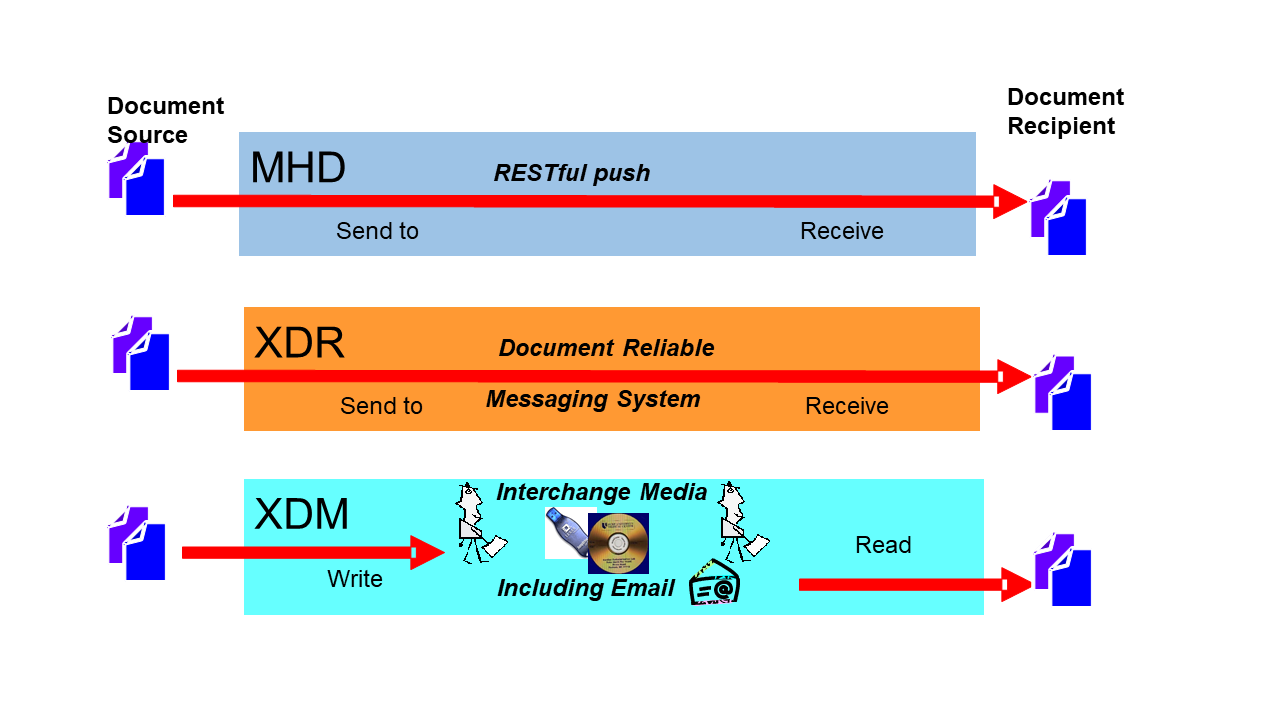 Document
Source
Document
Recipient
MHD
RESTful push
Send to
Receive
XDR
Document Reliable
Messaging System
Send to
Receive
XDM
Interchange Media
Including Email
Write
Read